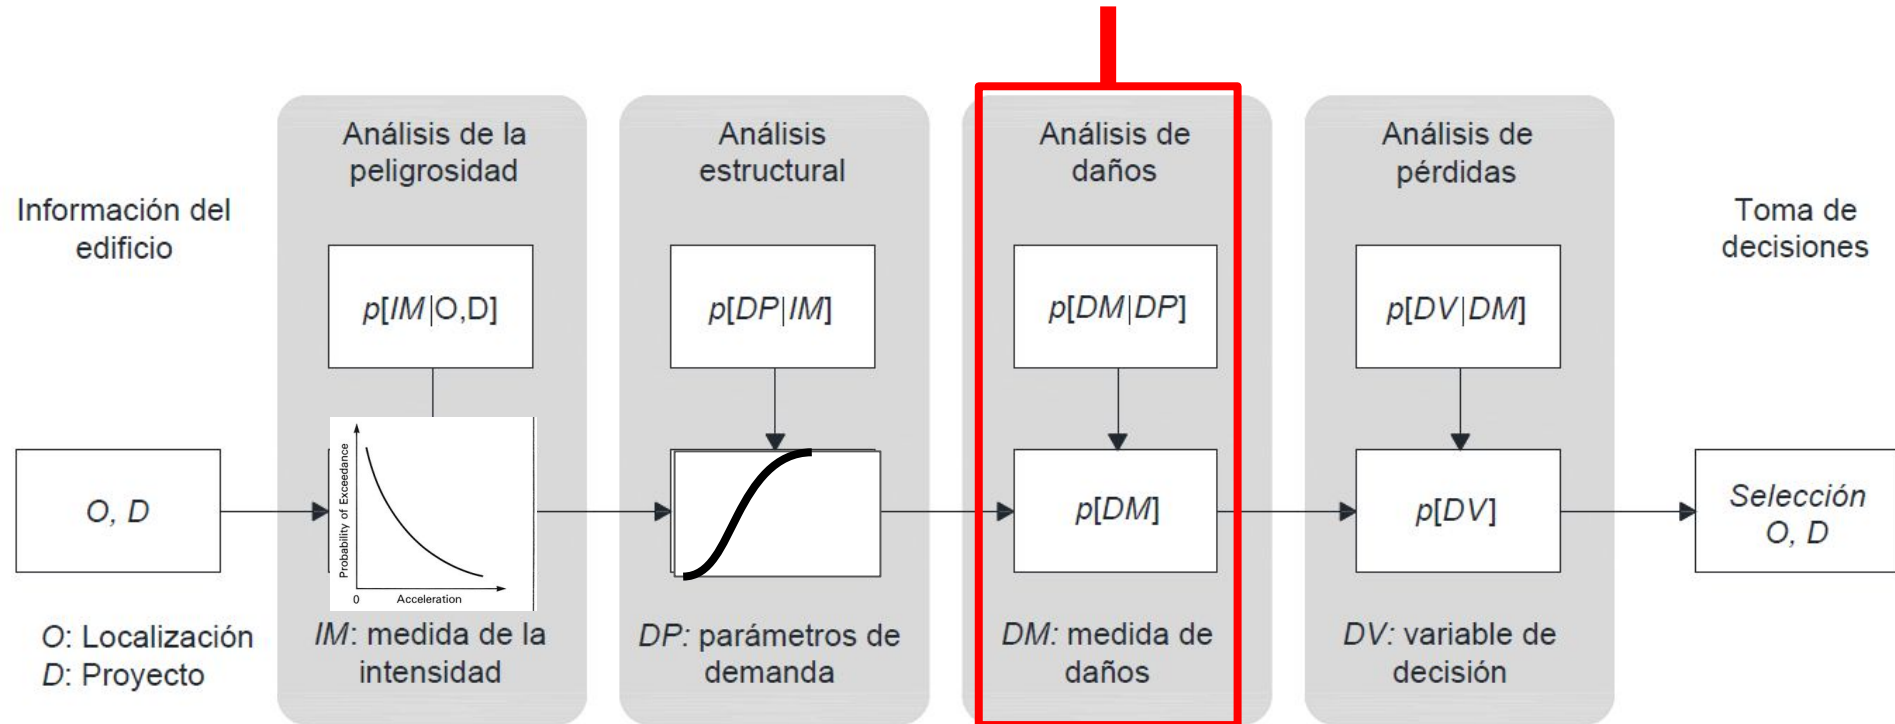 Información del
edificio
O, D
O: Localización
D: Proyecto
Análisis de la
peligrosidad
p[IM|O,D]
Probability of Exceedance
0
Acceleration
IM: medida de la
intensidad
Análisis
estructural
p[DP|IM]
DP: parámetros de
demanda
Análisis de
daños
p[DM|DP]
p[DM]
DM: medida de
daños
Análisis de
pérdidas
p[DV|DM]
p[DV]
DV: variable de
decisión
Toma de
decisiones
Selección
O, D